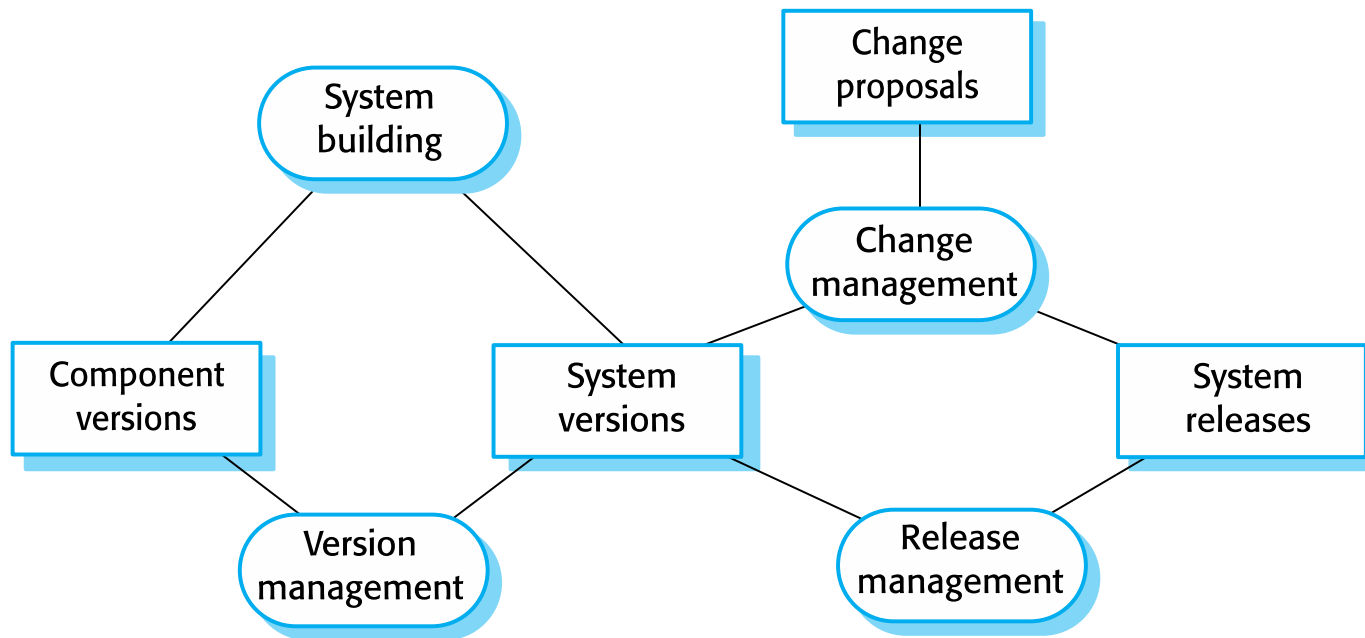 Change
proposals
System
building
Change
management
Component
versions
System
versions
System
releases
Version
management
Release
management